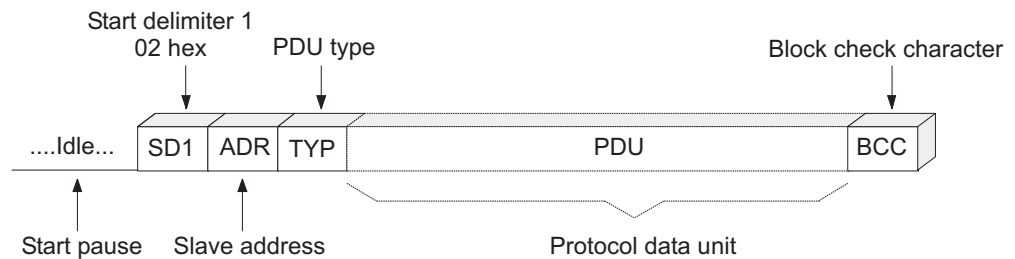 Start delimiter 1
02 hex
PDU type
Block check character
....Idle...
SD1
ADR
TYP
PDU
BCC
Start pause
Slave address
Protocol data unit